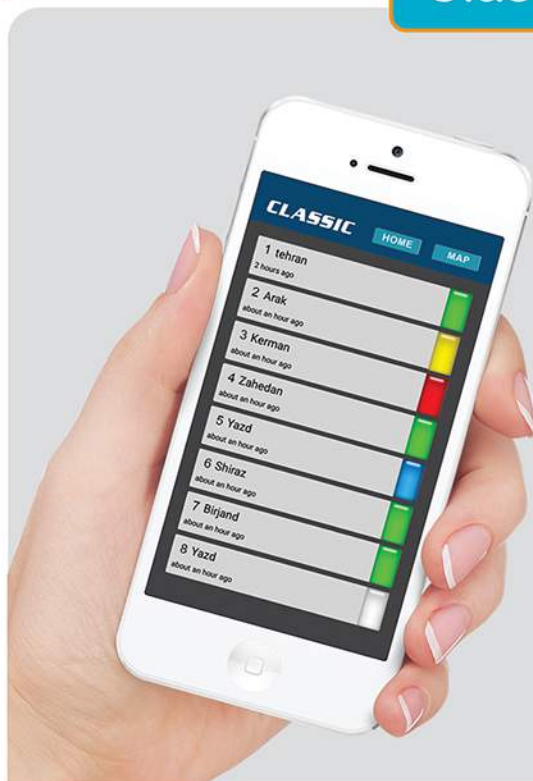 CLASSIC
HOME
MAP
1 tehran
2 hours ago
2 Arak
about an hour ago
3 Kerman
about an hour ago
4 Zahedan
about an hour ago
5 Yazd
about an hour ago
6 Shiraz
about an hour ago
7 Birjand
about an hour ago
8 Yazd
about an hour ago